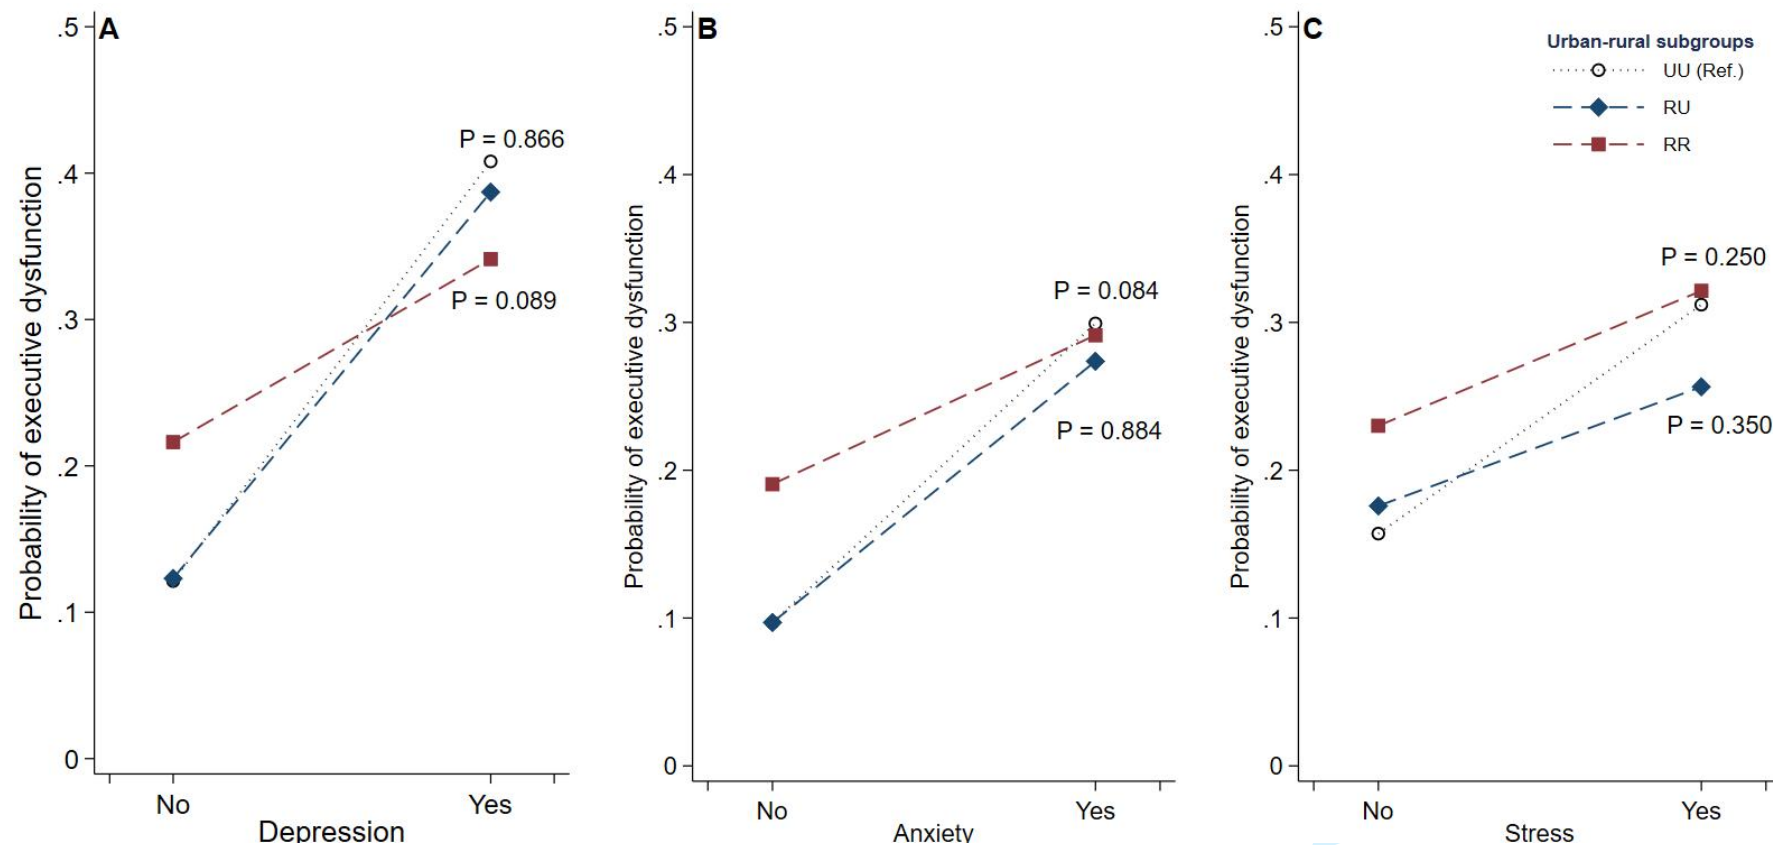 A
.5
.4
.3
.2
.1
0
Probability of executive dysfunction
P = 0.866
P = 0.089
No
Yes
Depression
B
.5
.4
.3
.2
.1
0
Probability of executive dysfunction
P = 0.084
P = 0.884
No
Yes
Anxiety
C
.5
.4
.3
.2
.1
0
Probability of executive dysfunction
Urban-rural subgroups
UU (Ref.)
RU
RR
P = 0.250
P = 0.350
No
Yes
Stress